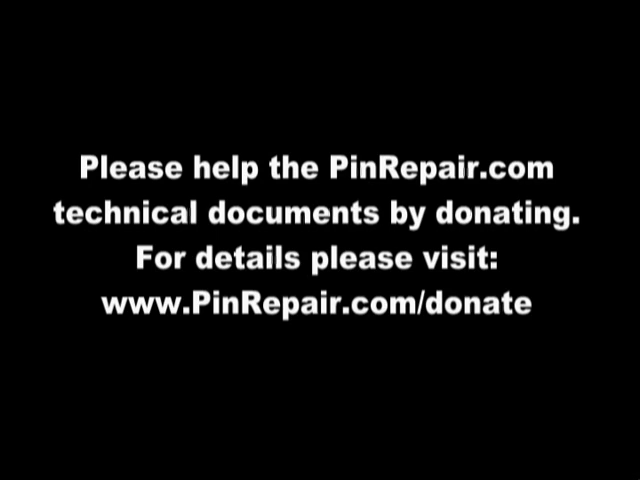 Please help the PinRepair.com
technical documents by donating.
For details please visit:
www.PinRepair.com/donate